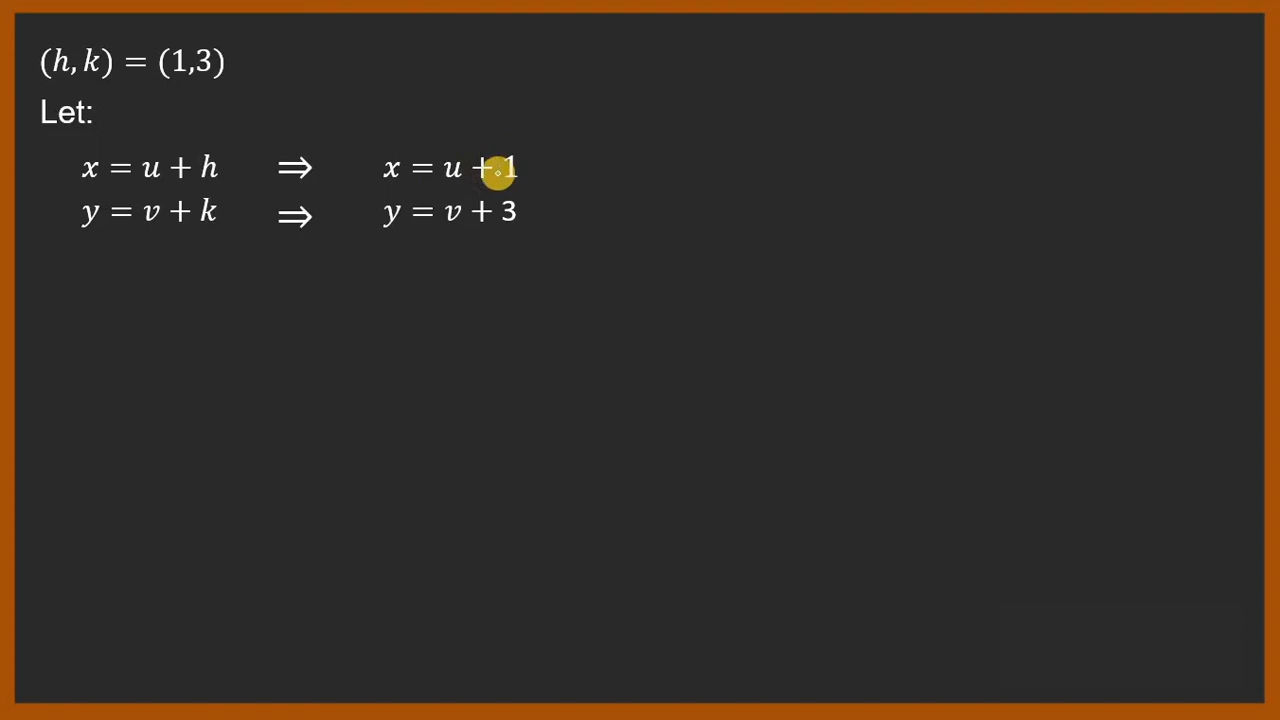 (h, k) = (1,3)
Let:
x = u + h ⇒ x = u + 1
y = v + k ⇒ y = v + 3